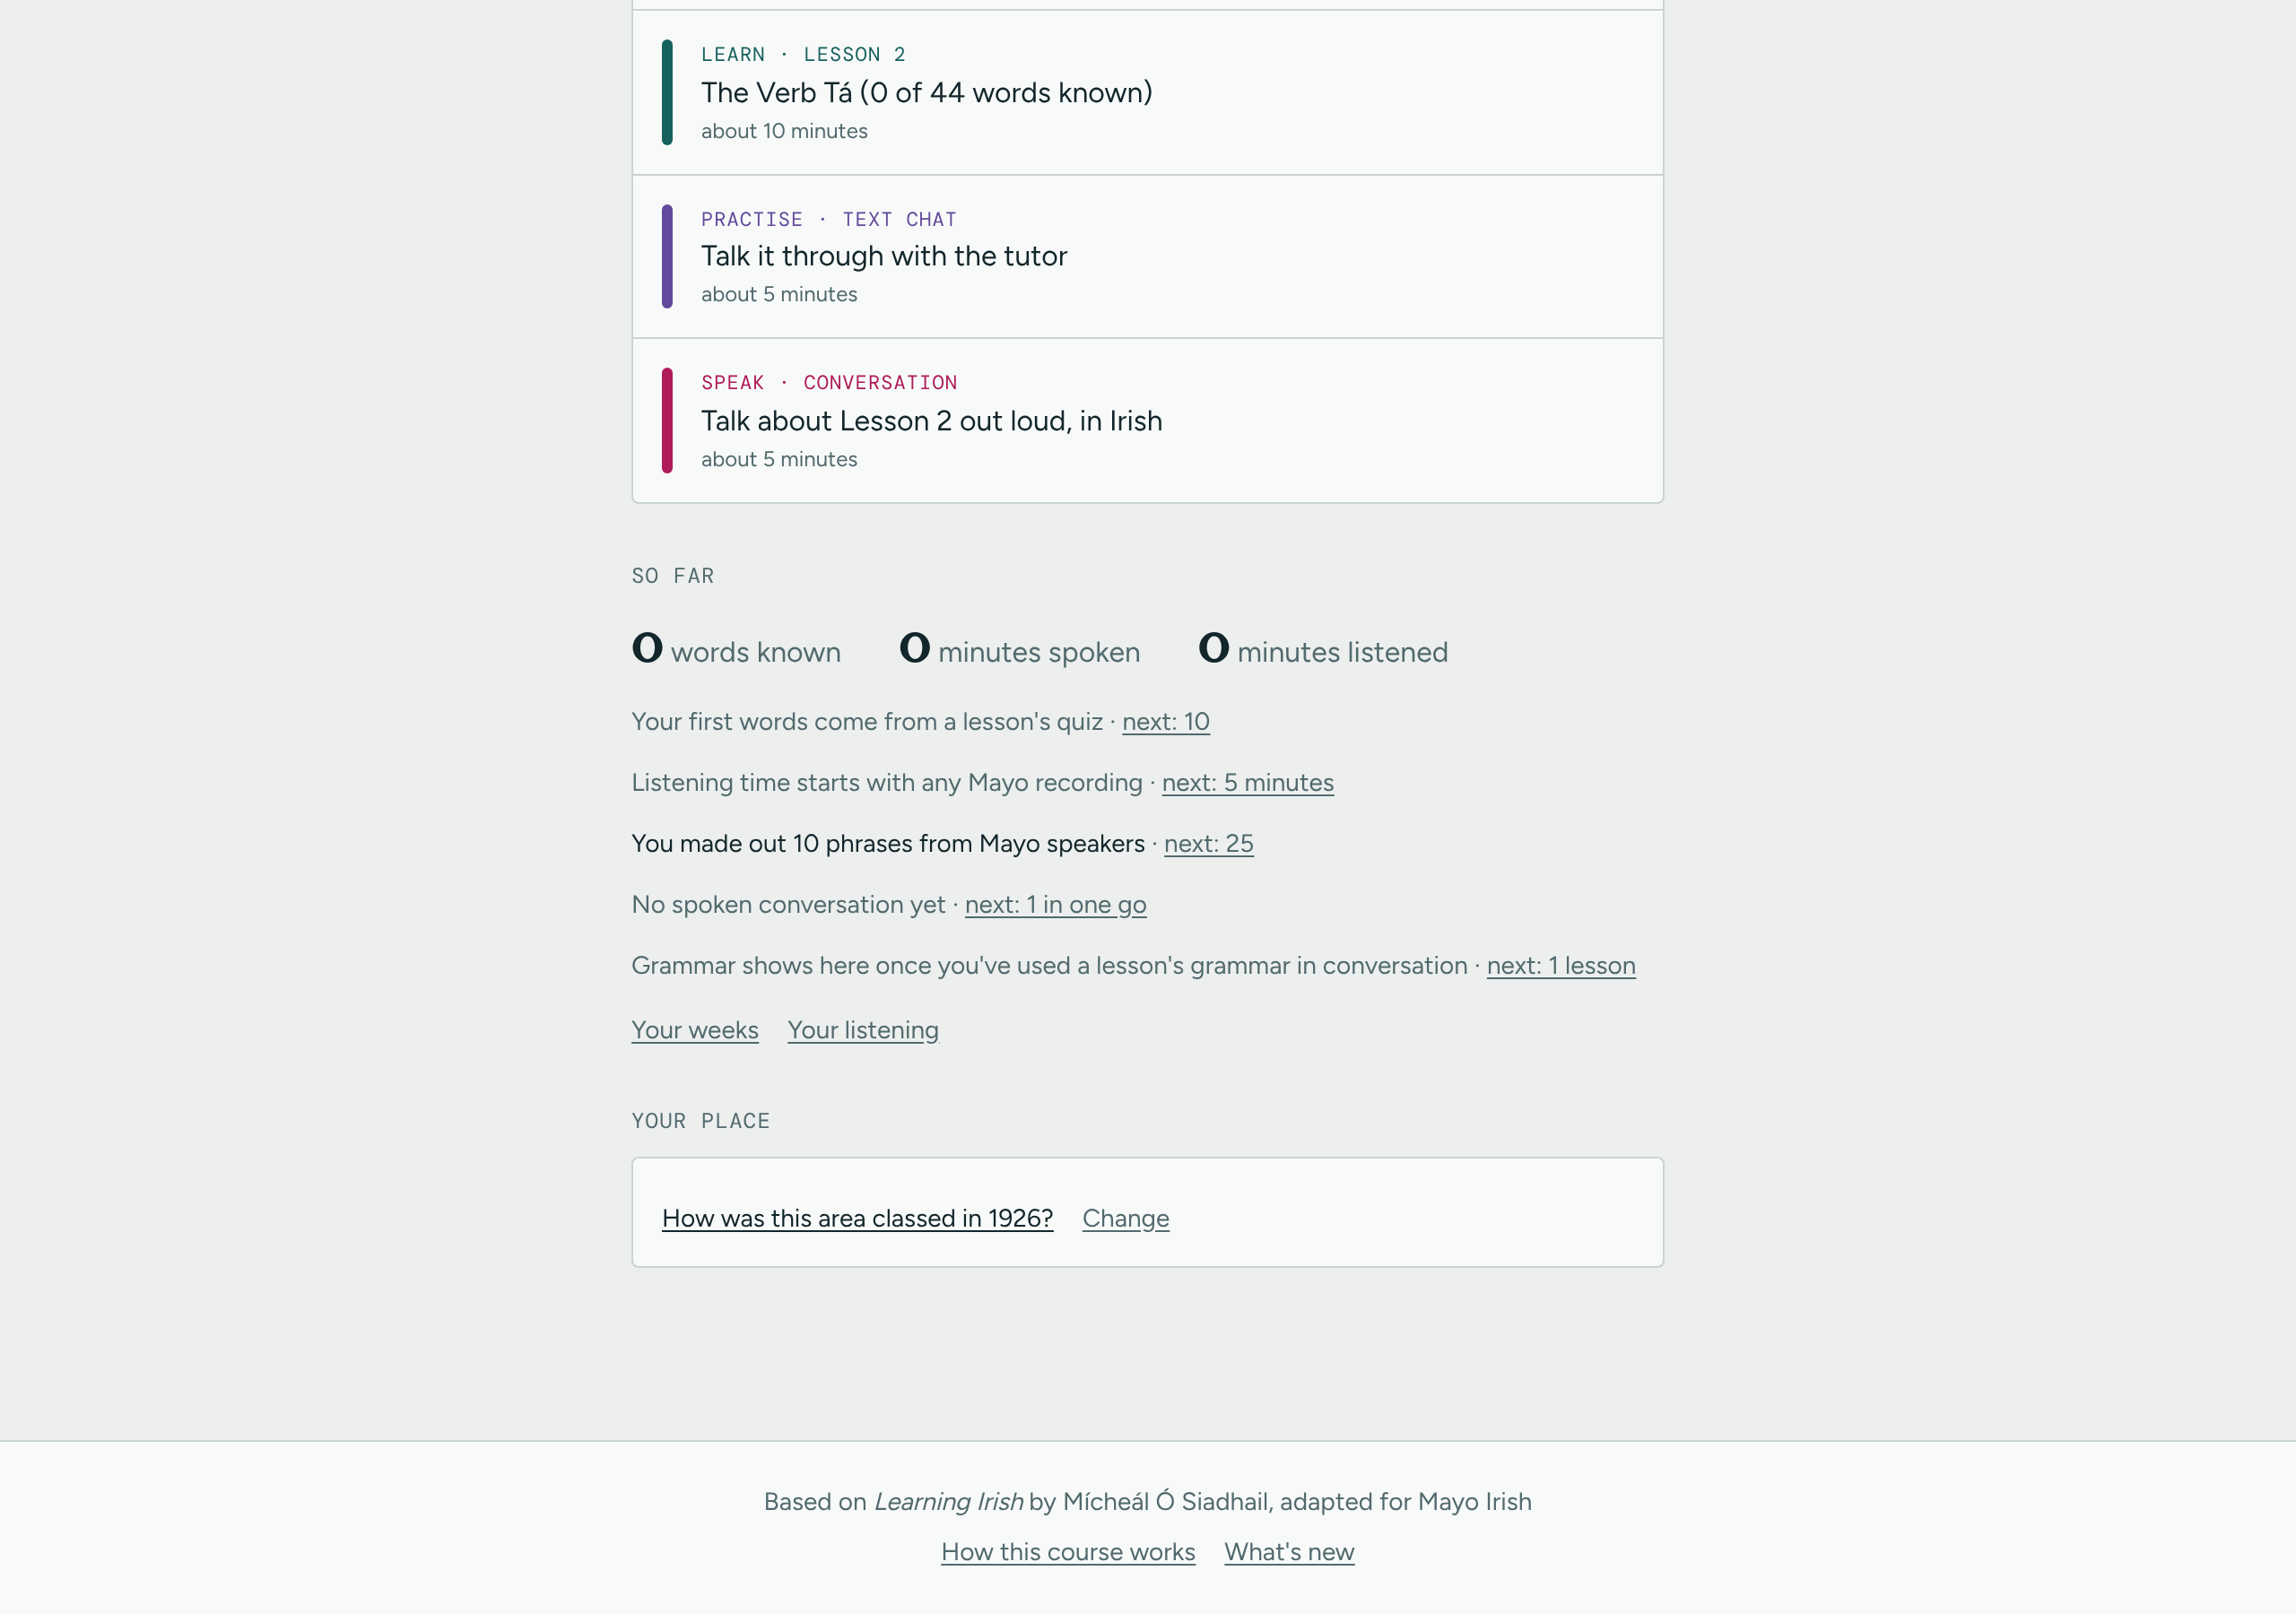 LEARN · LESSON 2
The Verb Tá (0 of 44 words known)
about 10 minutes
PRACTISE · TEXT CHAT
Talk it through with the tutor
about 5 minutes
SPEAK · CONVERSATION
Talk about Lesson 2 out loud, in Irish
about 5 minutes
SO FAR
0 words known 0 minutes spoken 0 minutes listened
Your first words come from a lesson's quiz · next: 10
Listening time starts with any Mayo recording · next: 5 minutes
You made out 10 phrases from Mayo speakers · next: 25
No spoken conversation yet · next: 1 in one go
Grammar shows here once you've used a lesson's grammar in conversation · next: 1 lesson
Your weeks Your listening
YOUR PLACE
How was this area classed in 1926? Change
Based on Learning Irish by Mícheál Ó Siadhail, adapted for Mayo Irish
How this course works What's new